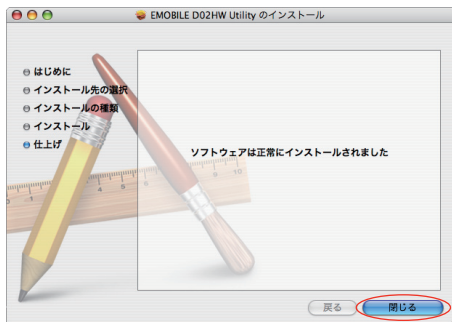 EMOBILE D02HW Utility のインストール
はじめに
インストール先の選択
インストールの種類
インストール
仕上げ
ソフトウェアは正常にインストールされました
戻る
閉じる